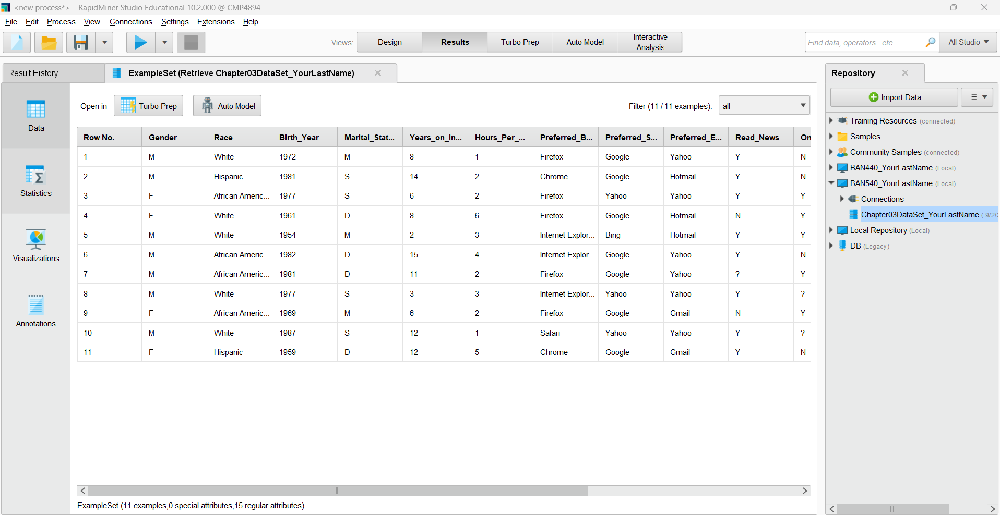 <new process*> – RapidMiner Studio Educational 10.2.000 @ CMP4894
File Edit Process View Connections Settings Extensions Help
Views: Design Results Turbo Prep Auto Model Interactive Analysis
Find data, operators...etc All Studio
Result History ExampleSet (Retrieve Chapter03DataSet_YourLastName)
Data
Statistics
Visualizations
Annotations
Open in Turbo Prep Auto Model Filter (11 / 11 examples): all
Row No. Gender Race Birth_Year Marital_Stat... Years_on_In... Hours_Per_... Preferred_B... Preferred_S... Preferred_E... Read_News On
1 M White 1972 M 8 1 Firefox Google Yahoo Y N
2 M Hispanic 1981 S 14 2 Chrome Google Hotmail Y N
3 F African Americ... 1977 S 6 2 Firefox Yahoo Yahoo Y Y
4 F White 1961 D 8 6 Firefox Google Hotmail N Y
5 M White 1954 M 2 3 Internet Explor... Bing Hotmail Y Y
6 M African Americ... 1982 D 15 4 Internet Explor... Google Yahoo Y N
7 M African Americ... 1981 D 11 2 Firefox Google Yahoo ? Y
8 M White 1977 S 3 3 Internet Explor... Yahoo Yahoo Y ?
9 F African Americ... 1969 M 6 2 Firefox Google Gmail N Y
10 M White 1987 S 12 1 Safari Yahoo Yahoo Y ?
11 F Hispanic 1959 D 12 5 Chrome Google Gmail Y N
ExampleSet (11 examples,0 special attributes,15 regular attributes)
Repository
Import Data
Training Resources (connected)
Samples
Community Samples (connected)
BAN440_YourLastName (Local)
BAN540_YourLastName (Local)
Connections
Chapter03DataSet_YourLastName ( 9/2/2
Local Repository (Local)
DB (Legacy)